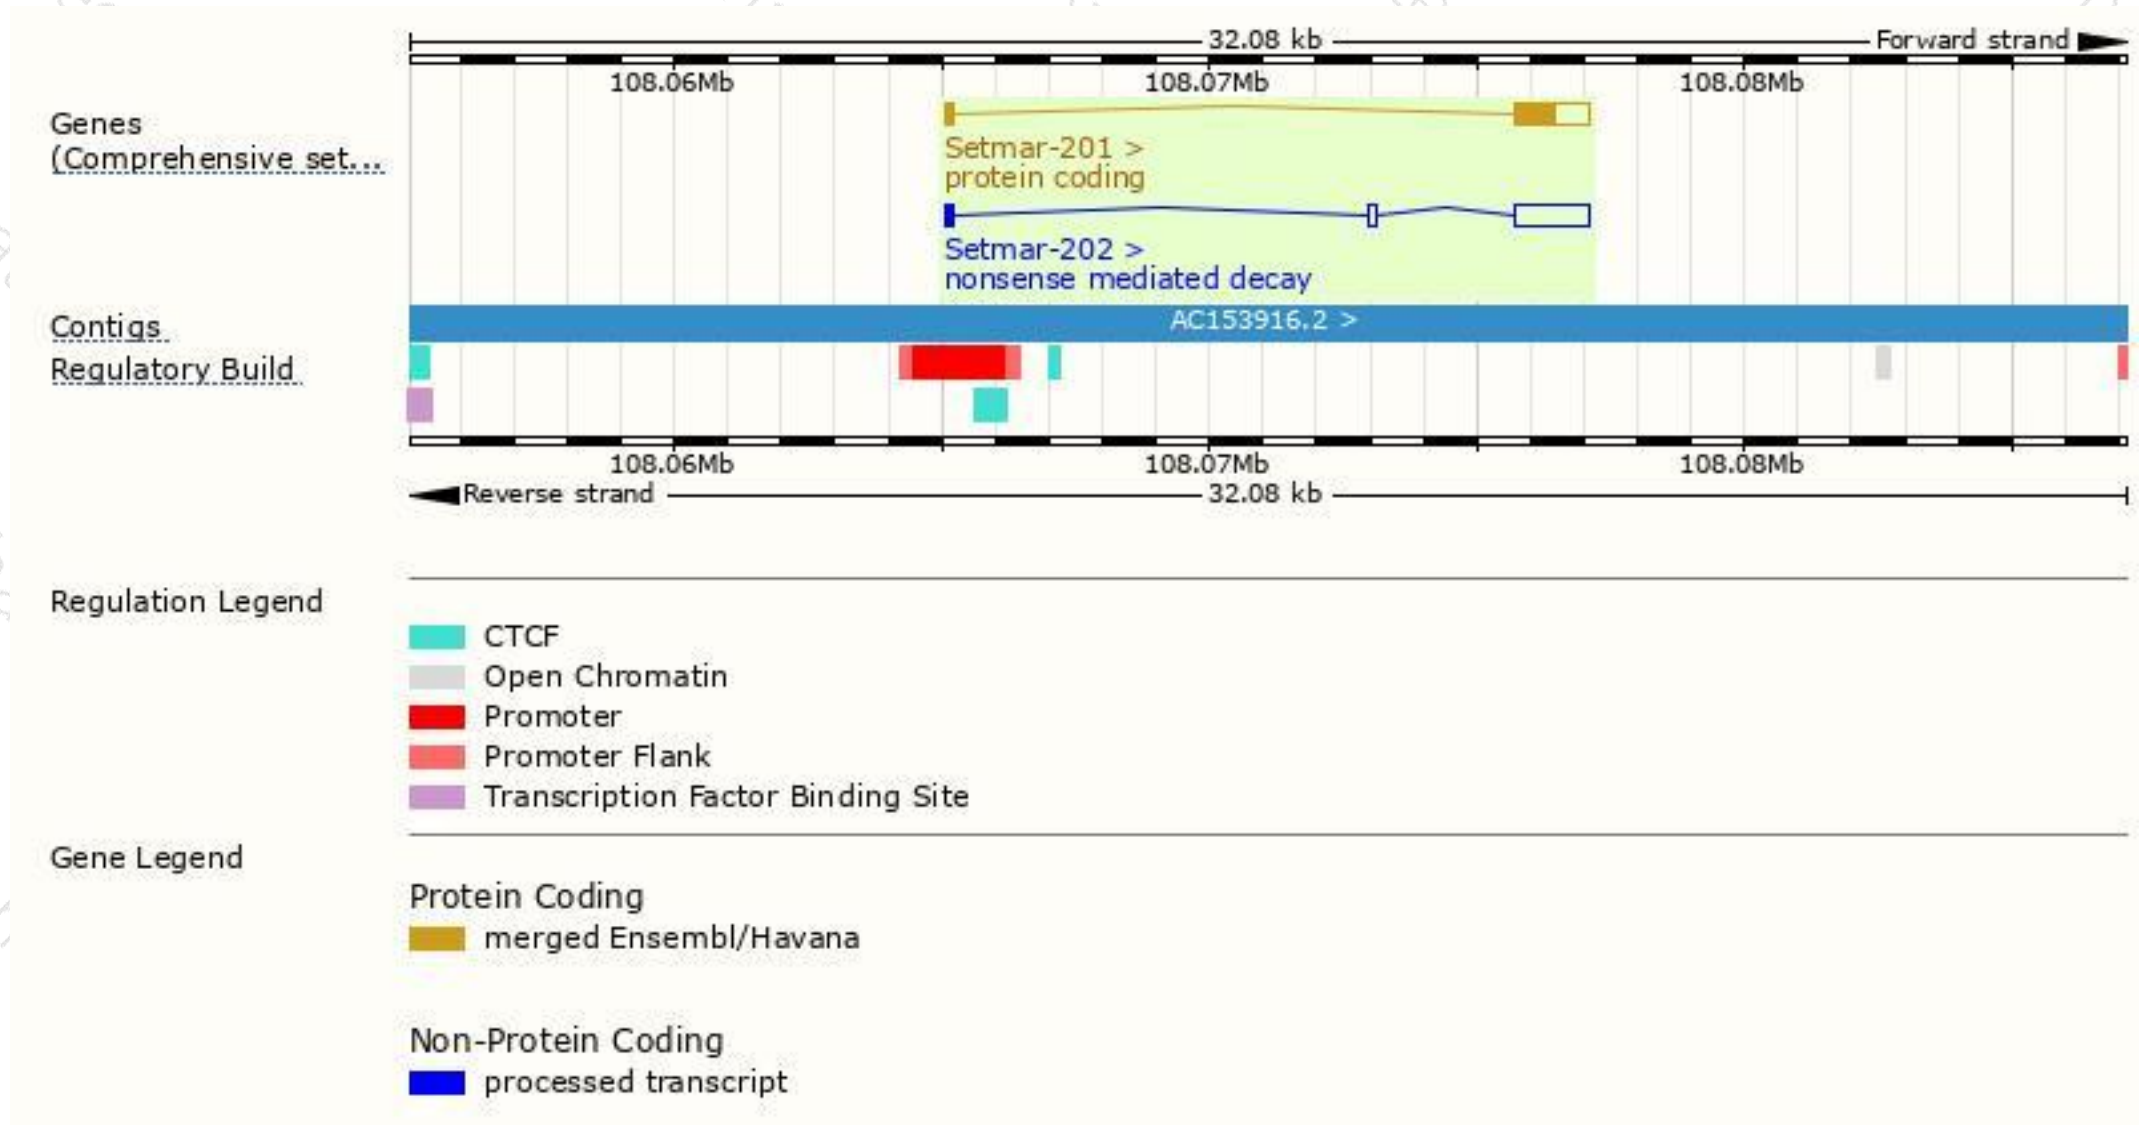 32.08 kb
Forward strand
108.06Mb 108.07Mb 108.08Mb
Genes
(Comprehensive set...
Setmar-201 >
protein coding
Setmar-202 >
nonsense mediated decay
Contigs
AC153916.2 >
Regulatory Build
108.06Mb 108.07Mb 108.08Mb
Reverse strand
32.08 kb
Regulation Legend
CTCF
Open Chromatin
Promoter
Promoter Flank
Transcription Factor Binding Site
Gene Legend
Protein Coding
merged Ensembl/Havana
Non-Protein Coding
processed transcript